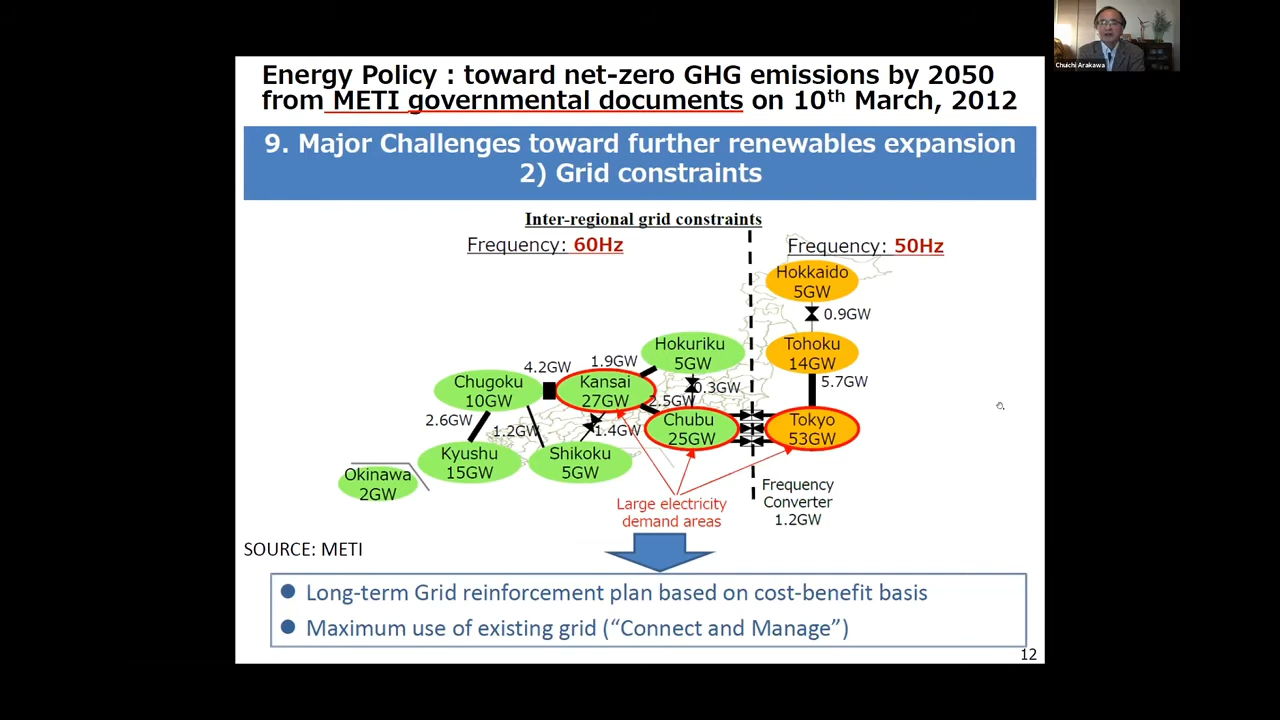 Chuichi Arakawa
Energy Policy : toward net-zero GHG emissions by 2050
from METI governmental documents on 10th March, 2012
9. Major Challenges toward further renewables expansion
2) Grid constraints
Inter-regional grid constraints
Frequency: 60Hz
Frequency: 50Hz
Hokkaido
5GW
0.9GW
Hokuriku
5GW
Tohoku
14GW
4.2GW
1.9GW
Chugoku
10GW
Kansai
27GW
0.3GW
5.7GW
2.5GW
2.6GW
1.2GW
1.4GW
Chubu
25GW
Tokyo
53GW
Kyushu
15GW
Shikoku
5GW
Okinawa
2GW
Large electricity
demand areas
Frequency
Converter
1.2GW
SOURCE: METI
● Long-term Grid reinforcement plan based on cost-benefit basis
● Maximum use of existing grid (“Connect and Manage”)
12